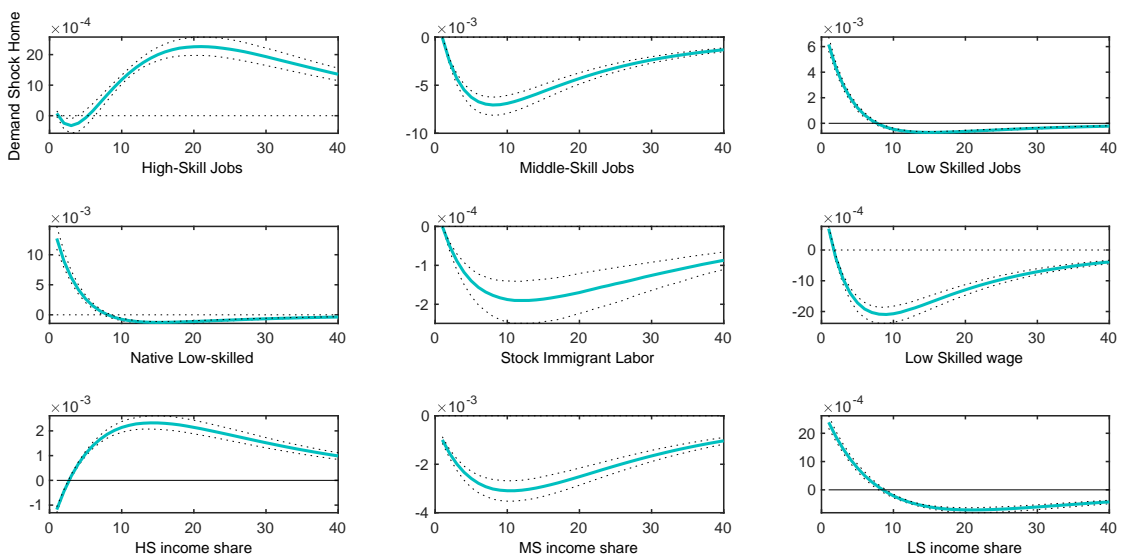 ×10-4
×10-3
×10-3
Demand Shock Home
20
10
0
0
-5
-10
6
4
2
0
0 10 20 30 40
0 10 20 30 40
0 10 20 30 40
High-Skill Jobs
Middle-Skill Jobs
Low Skilled Jobs
×10-3
×10-4
×10-4
10
5
0
0
-1
-2
0
-10
-20
0 10 20 30 40
0 10 20 30 40
0 10 20 30 40
Native Low-skilled
Stock Immigrant Labor
Low Skilled wage
×10-3
×10-3
×10-4
2
1
0
-1
0
-2
-4
20
10
0
0 10 20 30 40
0 10 20 30 40
0 10 20 30 40
HS income share
MS income share
LS income share